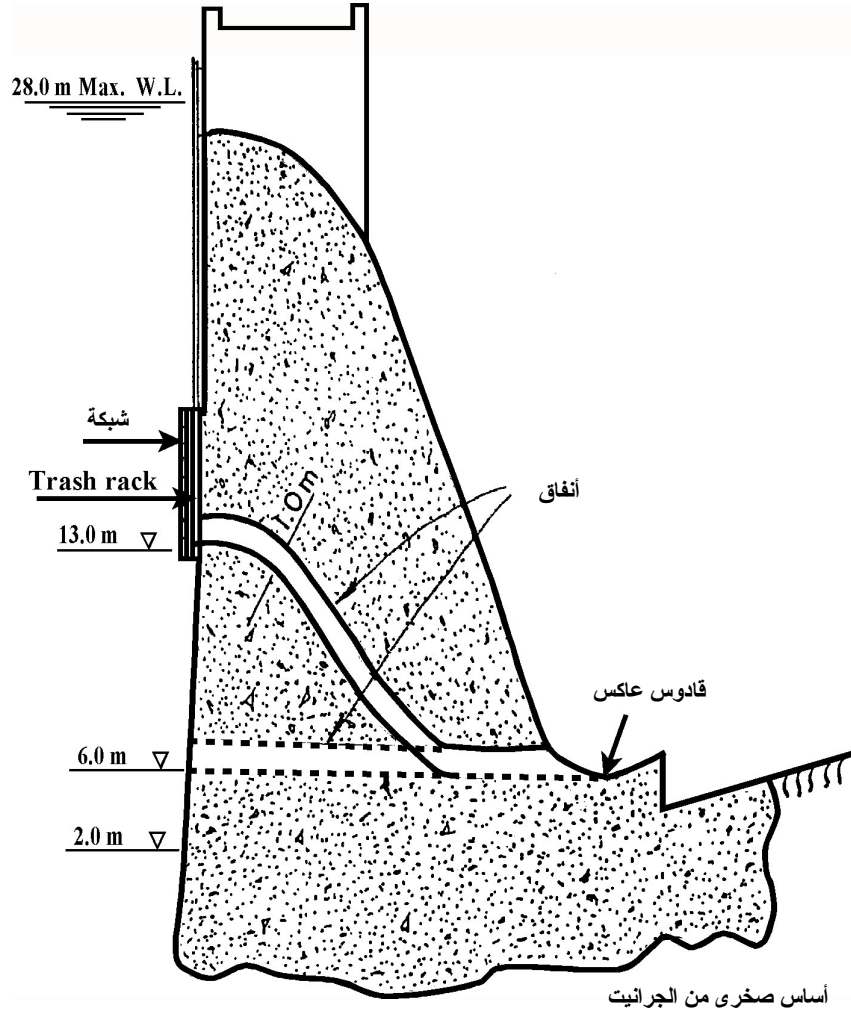 28.0 m Max. W.L.
شبكة
Trash rack
1.0 m
أنفاق
13.0 m
قادوس عاكس
6.0 m
2.0 m
أساس صخرى من الجرانيت